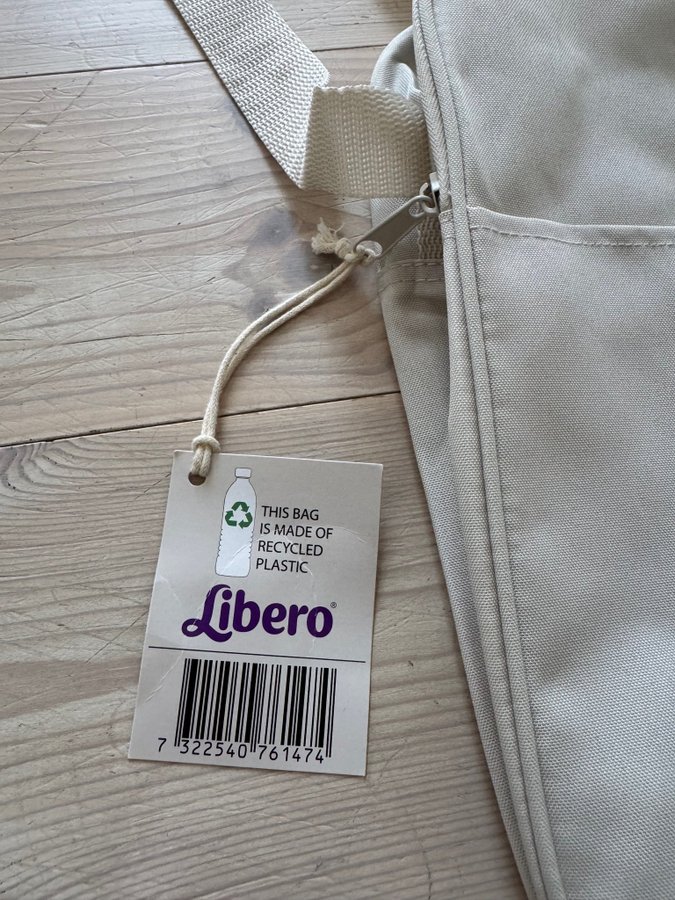 THIS BAG
IS MADE OF
RECYCLED
PLASTIC
Libero®
7 322540 761474